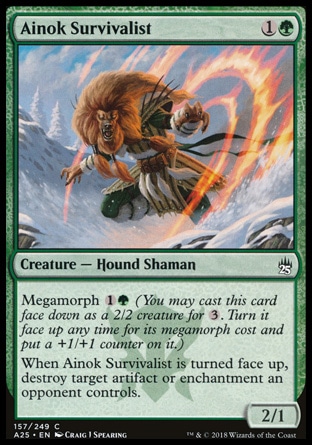 Ainok Survivalist 1
Creature — Hound Shaman
25
Megamorph 1 (You may cast this card
face down as a 2/2 creature for 3. Turn it
face up any time for its megamorph cost and
put a +1/+1 counter on it.)
When Ainok Survivalist is turned face up,
destroy target artifact or enchantment an
opponent controls.
2/1
157/249 C
A25 • EN Craig J Spearing ™ & © 2018 Wizards of the Coast